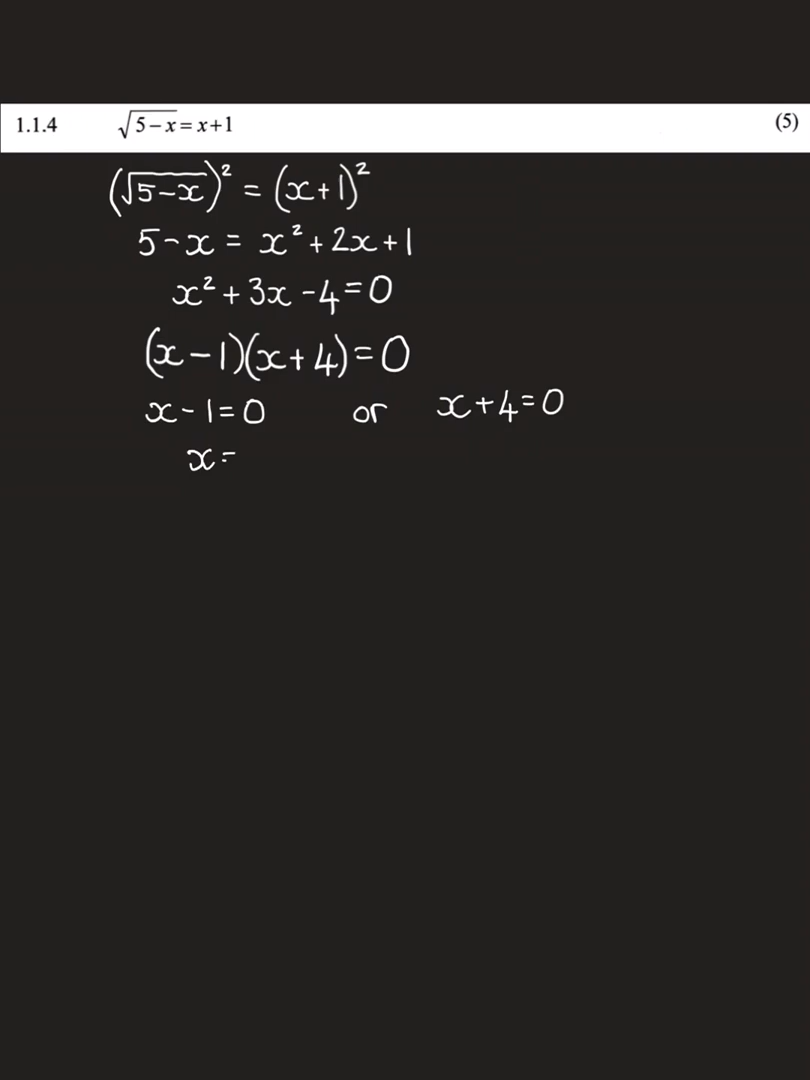 1.1.4 √(5−x) = x+1 (5)
(√(5−x))² = (x+1)²
5−x = x²+2x+1
x²+3x−4=0
(x−1)(x+4)=0
x−1=0 or x+4=0
x=